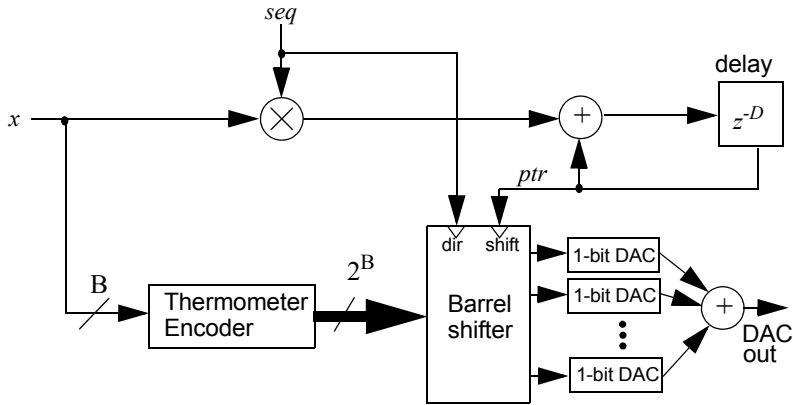 seq
delay
x
×
+
z^-D
ptr
dir
shift
B
2^B
Thermometer
Encoder
Barrel
shifter
1-bit DAC
1-bit DAC
1-bit DAC
+
DAC
out